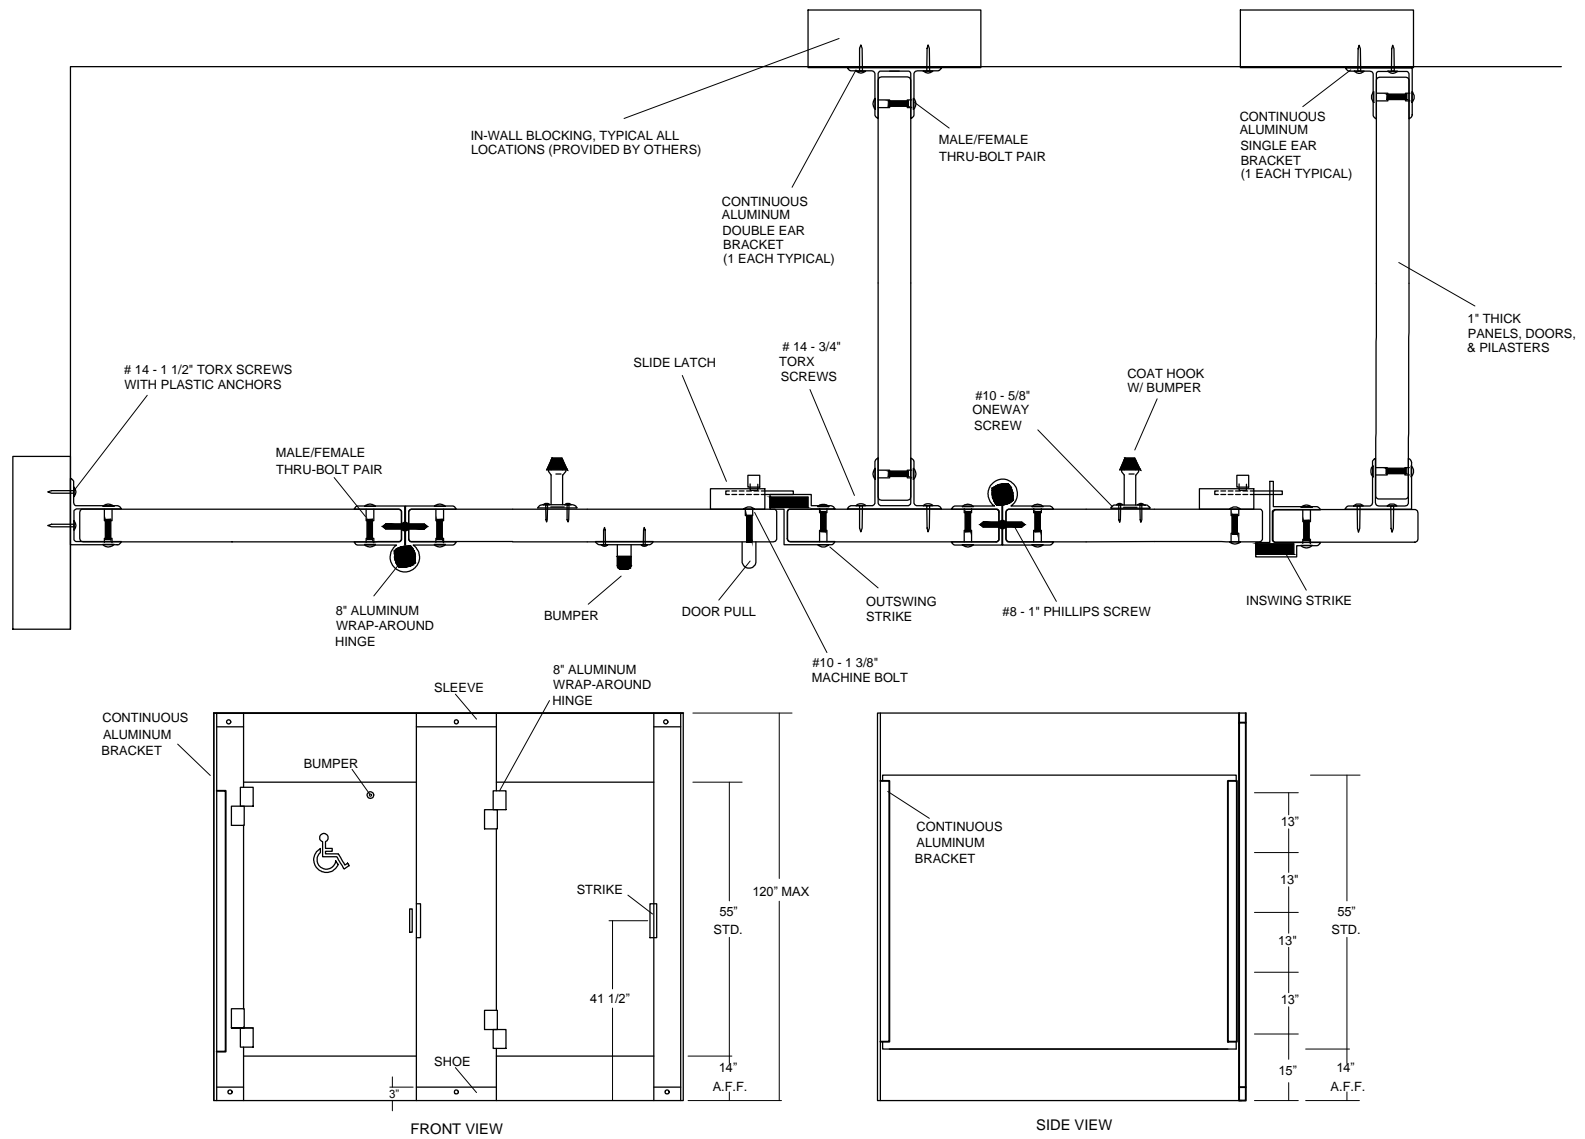 IN-WALL BLOCKING, TYPICAL ALL
LOCATIONS (PROVIDED BY OTHERS)
MALE/FEMALE
THRU-BOLT PAIR
CONTINUOUS
ALUMINUM
SINGLE EAR
BRACKET
(1 EACH TYPICAL)
CONTINUOUS
ALUMINUM
DOUBLE EAR
BRACKET
(1 EACH TYPICAL)
1" THICK
PANELS, DOORS,
& PILASTERS
# 14 - 1 1/2" TORX SCREWS
WITH PLASTIC ANCHORS
SLIDE LATCH
# 14 - 3/4"
TORX
SCREWS
#10 - 5/8"
ONEWAY
SCREW
COAT HOOK
W/ BUMPER
MALE/FEMALE
THRU-BOLT PAIR
8" ALUMINUM
WRAP-AROUND
HINGE
BUMPER
DOOR PULL
OUTSWING
STRIKE
#8 - 1" PHILLIPS SCREW
INSWING STRIKE
#10 - 1 3/8"
MACHINE BOLT
CONTINUOUS
ALUMINUM
BRACKET
SLEEVE
8" ALUMINUM
WRAP-AROUND
HINGE
BUMPER
STRIKE
41 1/2"
SHOE
3"
55"
STD.
14"
A.F.F.
120" MAX
FRONT VIEW
CONTINUOUS
ALUMINUM
BRACKET
13"
13"
13"
13"
15"
55"
STD.
14"
A.F.F.
SIDE VIEW